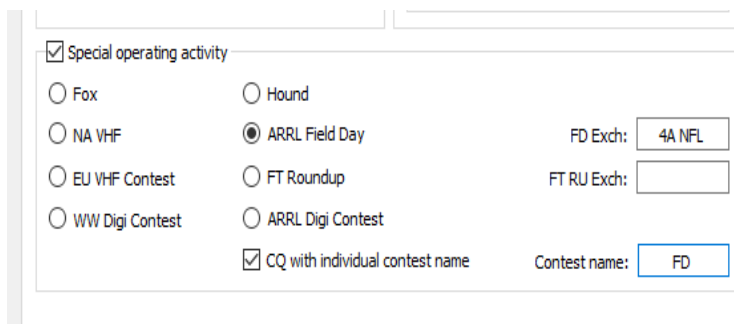 Special operating activity
Fox Hound
NA VHF ARRL Field Day FD Exch: 4A NFL
EU VHF Contest FT Roundup FT RU Exch:
WW Digi Contest ARRL Digi Contest
CQ with individual contest name Contest name: FD